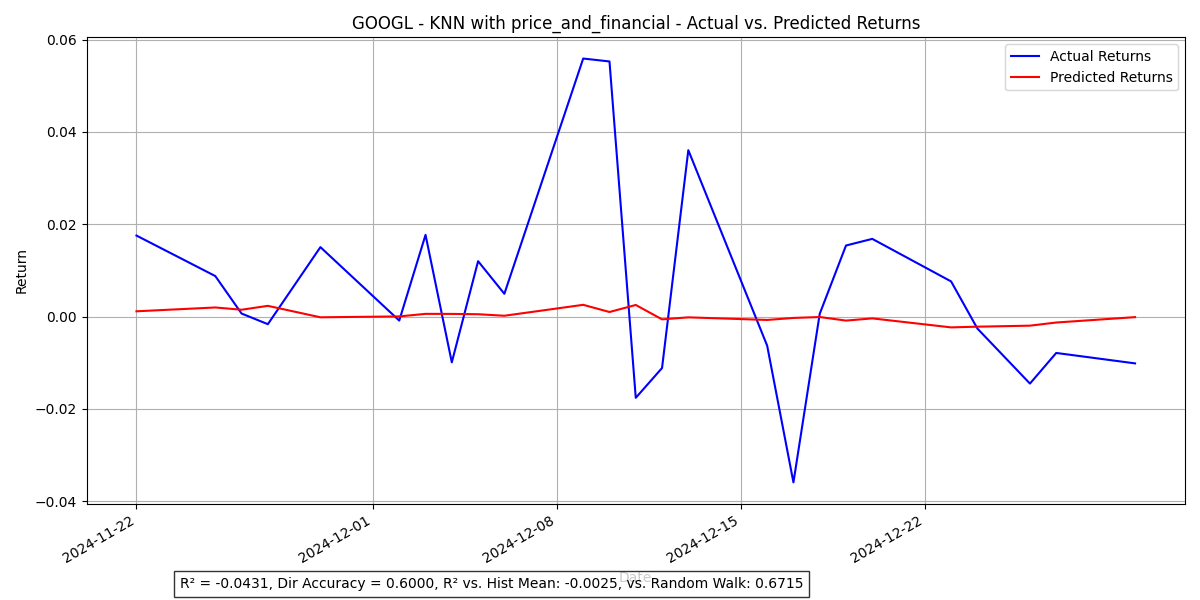 GOOGL - KNN with price_and_financial - Actual vs. Predicted Returns
Actual Returns
Predicted Returns
0.06
0.04
0.02
0.00
−0.02
−0.04
Return
2024-11-22
2024-12-01
2024-12-08
2024-12-15
2024-12-22
Date
R² = -0.0431, Dir Accuracy = 0.6000, R² vs. Hist Mean: -0.0025, vs. Random Walk: 0.6715